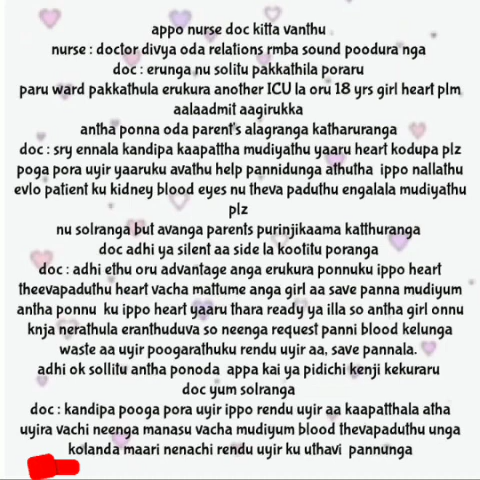 appo nurse doc kitta vanthu
nurse : doctor divya oda relations rmba sound poodura nga
doc : erunga nu solitu pakkathila poraru
paru ward pakkathula erukura another ICU la oru 18 yrs girl heart plm
aalaadmit aagirukka
antha ponna oda parent's alagranga katharuranga
doc : sry ennala kandipa kaapattha mudiyathu yaaru heart kodupa plz
poga pora uyir yaaruku avathu help pannidunga athutha ippo nallathu
evlo patient ku kidney blood eyes nu theva paduthu engalala mudiyathu
plz
nu solranga but avanga parents purinjikaama katthuranga
doc adhi ya silent aa side la kootitu poranga
doc : adhi ethu oru advantage anga erukura ponnuku ippo heart
theevapaduthu heart vacha mattume anga girl aa save panna mudiyum
antha ponnu ku ippo heart yaaru thara ready ya illa so antha girl onnu
knja nerathula eranthuduva so neenga request panni blood kelunga
waste aa uyir poogarathuku rendu uyir aa, save pannala.
adhi ok sollitu antha ponoda appa kai ya pidichi kenji kekuraru
doc yum solranga
doc : kandipa pooga pora uyir ippo rendu uyir aa kaapatthala atha
uyira vachi neenga manasu vacha mudiyum blood thevapaduthu unga
kolanda maari nenachi rendu uyir ku uthavi pannunga